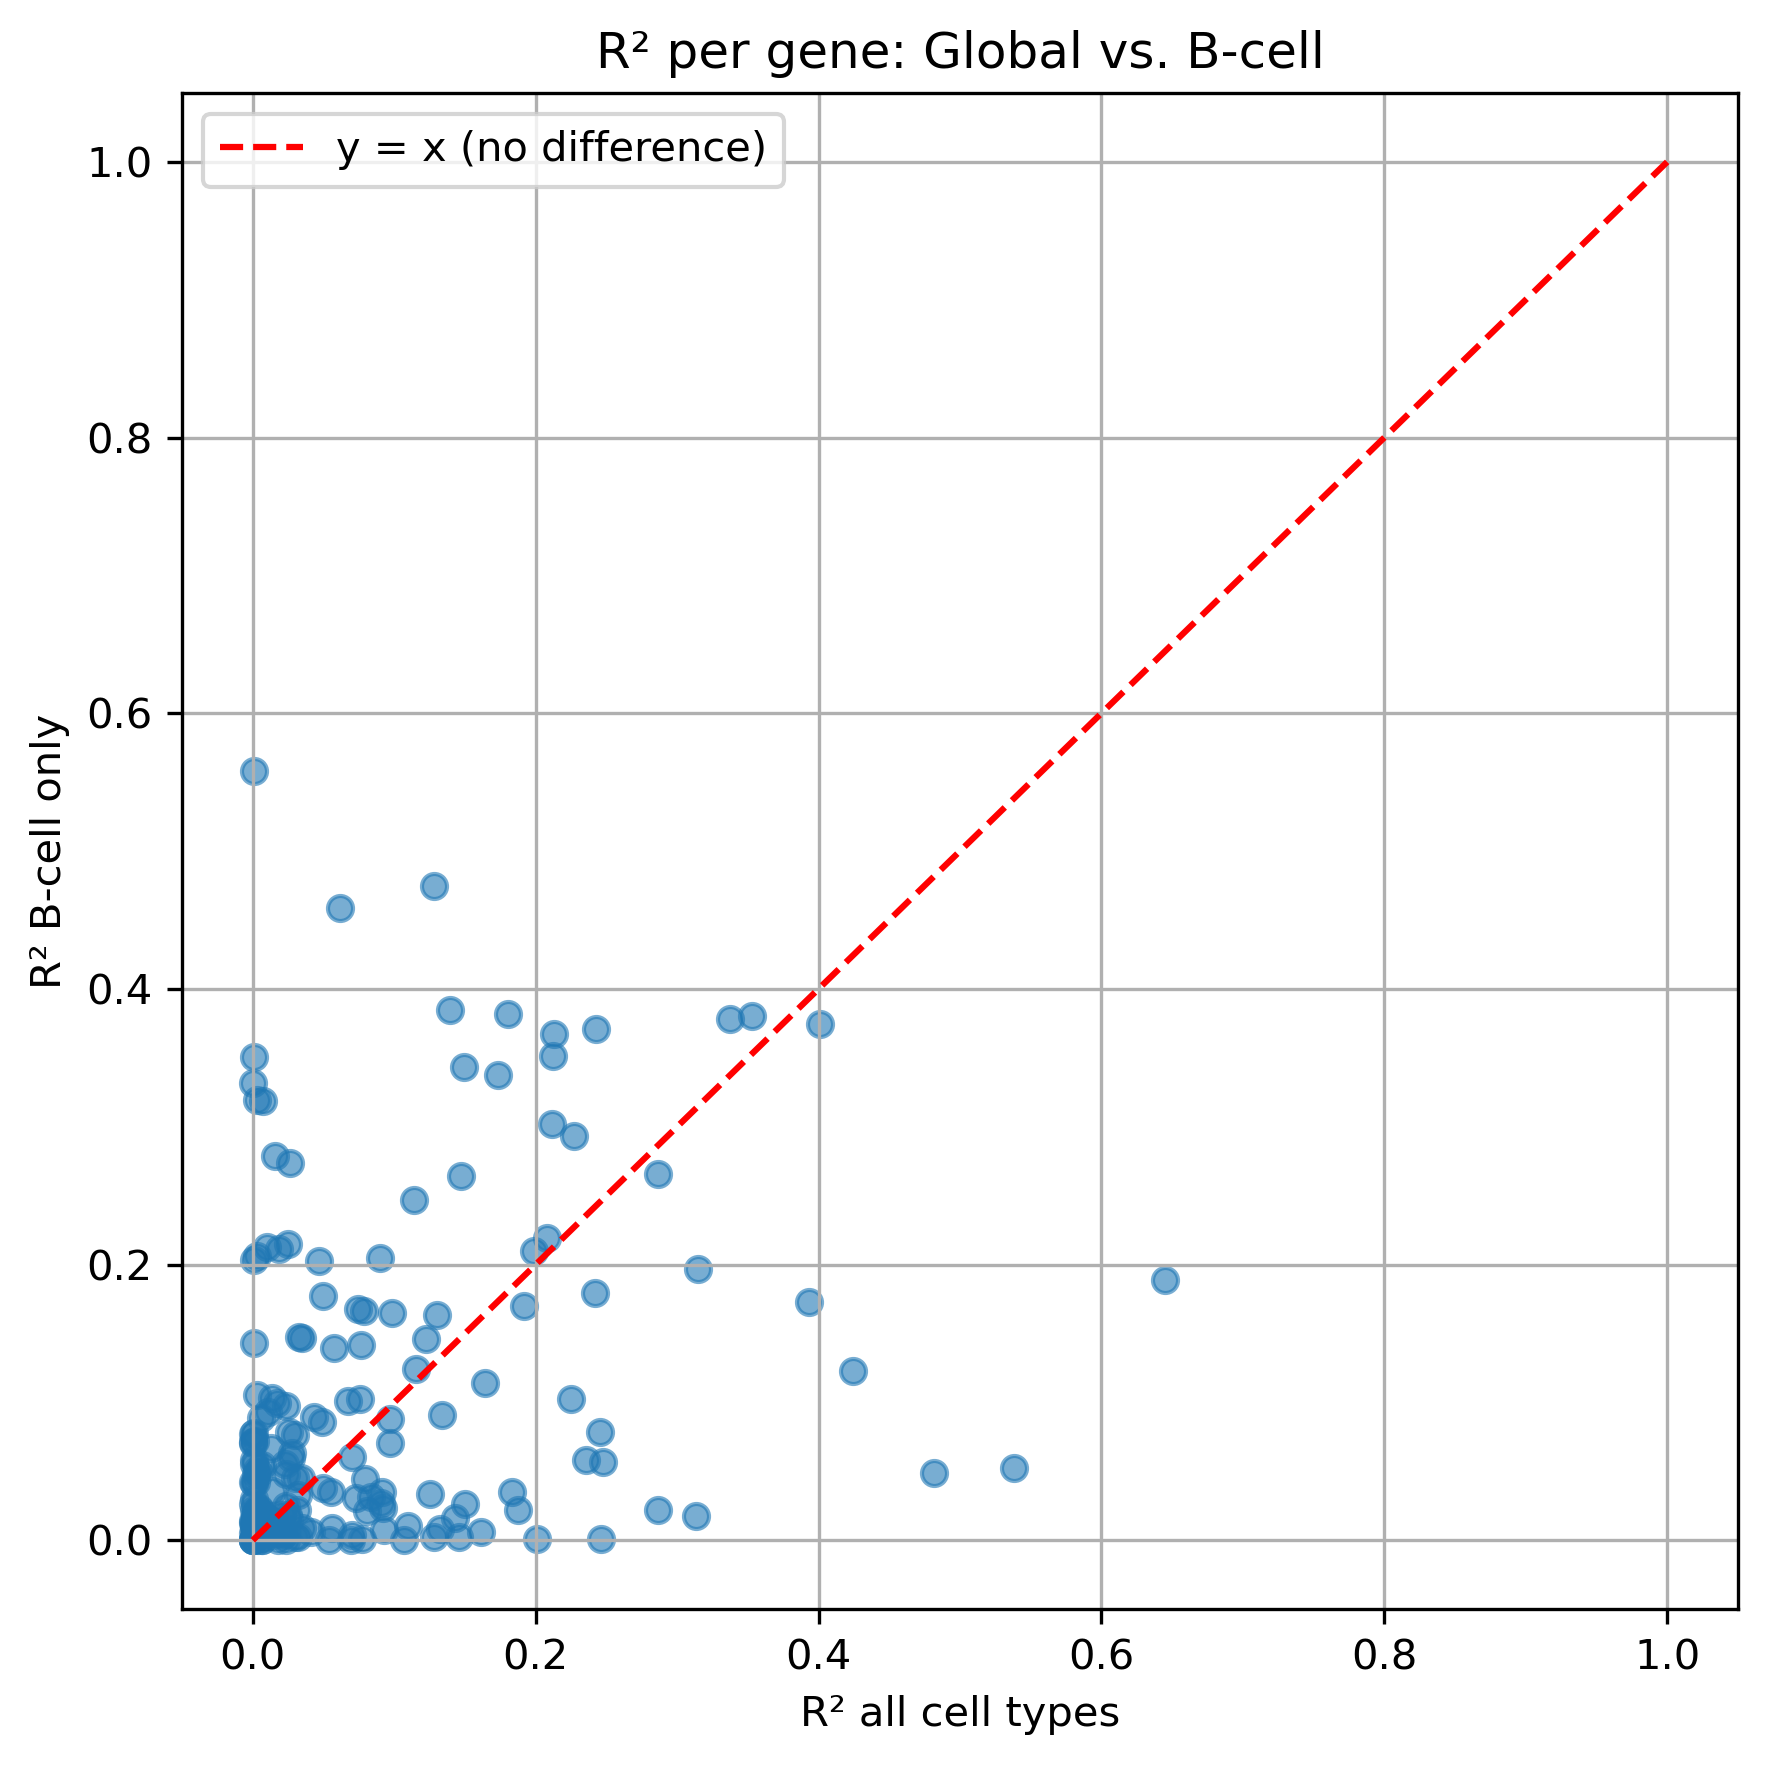 R² per gene: Global vs. B-cell
y = x (no difference)
1.0
0.8
0.6
0.4
0.2
0.0
R² B-cell only
0.0 0.2 0.4 0.6 0.8 1.0
R² all cell types